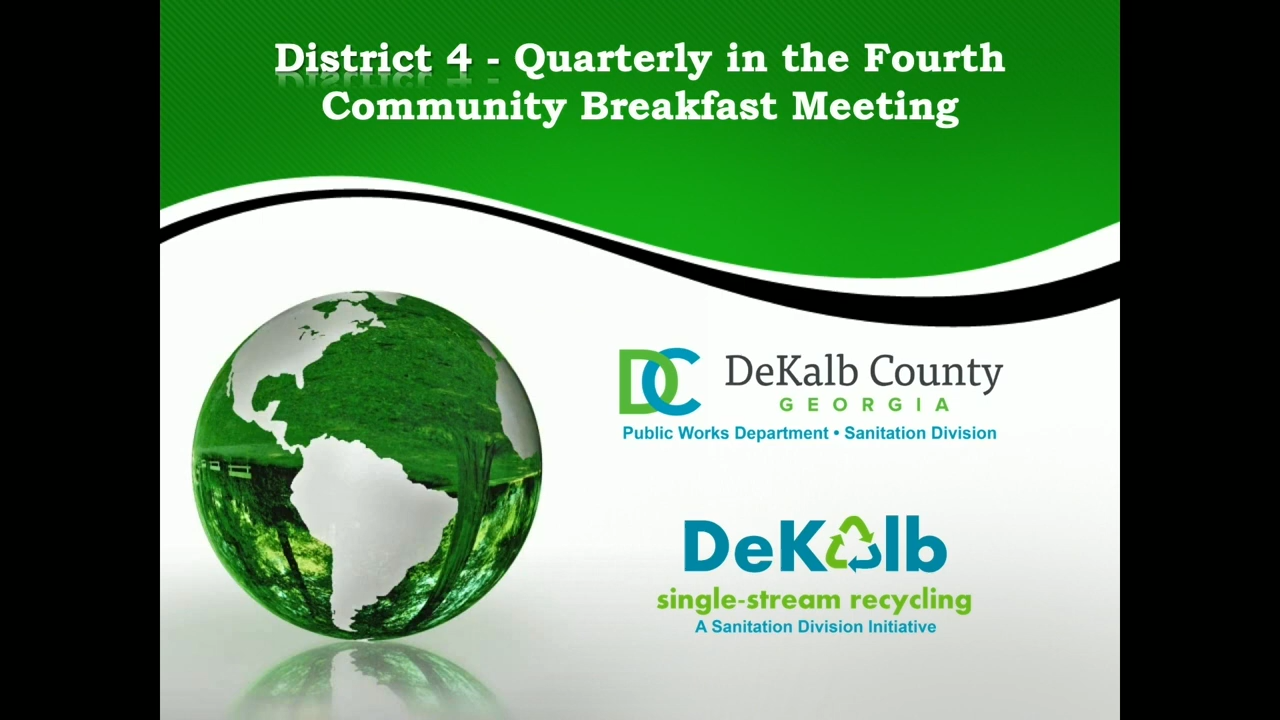 District 4 - Quarterly in the Fourth
Community Breakfast Meeting
DC DeKalb County
GEORGIA
Public Works Department • Sanitation Division
DeKalb
single-stream recycling
A Sanitation Division Initiative